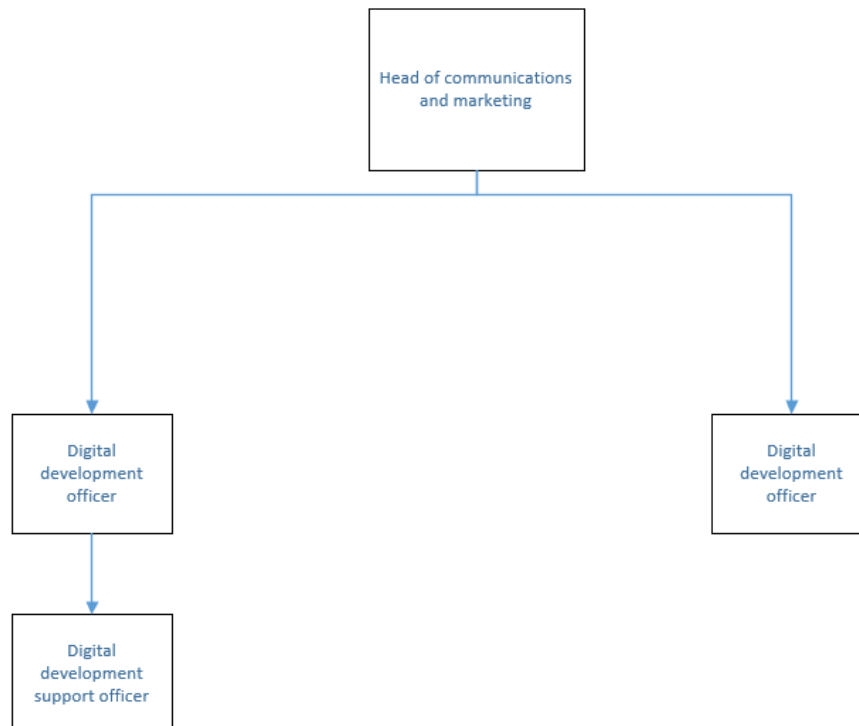 Head of communications
and marketing
Digital
development
officer
Digital
development
officer
Digital
development
support officer